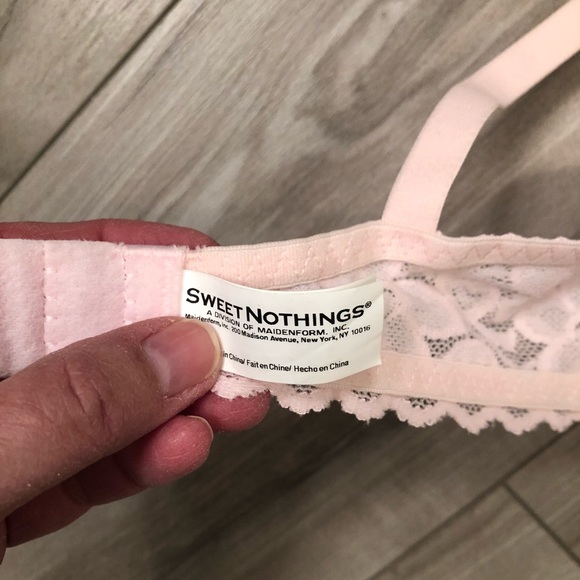 SWEET NOTHINGS®
A DIVISION OF MAIDENFORM, INC.
Maidenform, Inc. 200 Madison Avenue, New York, NY 10016
in China/ Fait en Chine/ Hecho en China